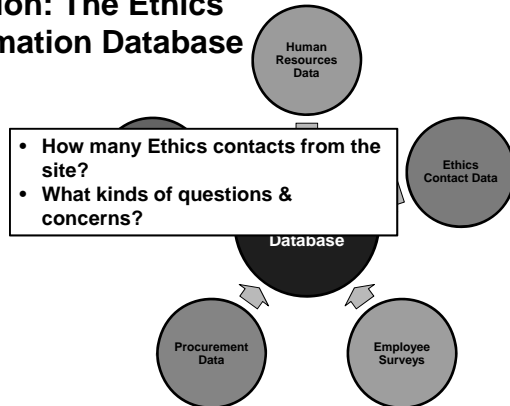 ion: The Ethics
mation Database
Human
Resources
Data
• How many Ethics contacts from the
site?
• What kinds of questions &
concerns?
Ethics
Contact Data
Database
Procurement
Data
Employee
Surveys